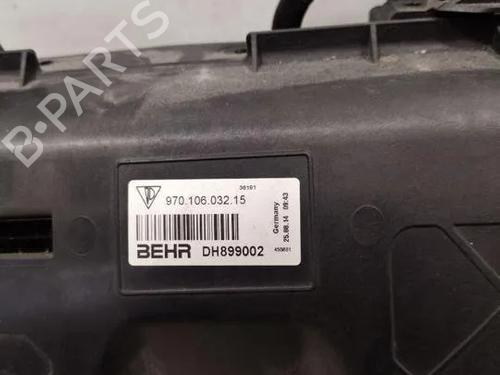 B-PARTS
36191
970.106.032.15
BEHR DH899002
Germany
25.08.14 09:43